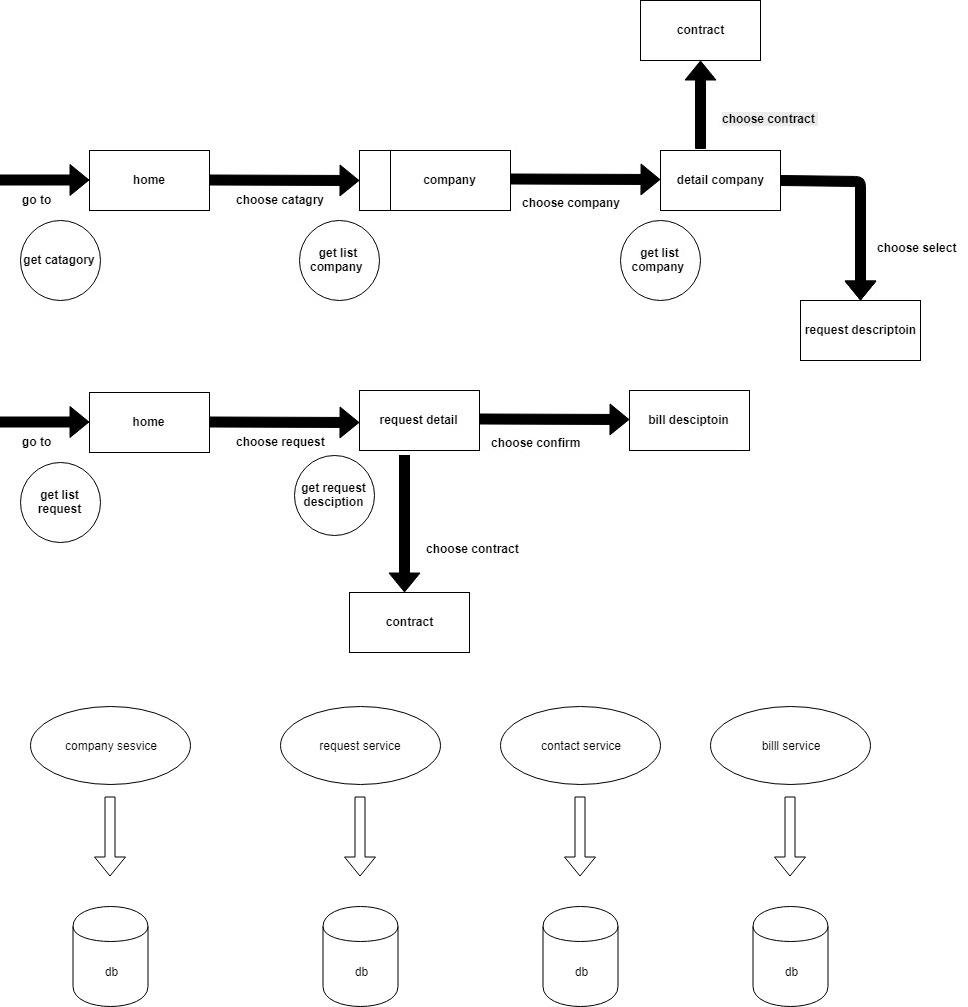 contract
choose contract
home
company
detail company
go to
choose catagry
choose company
get catagory
get list
company
get list
company
choose select
request descriptoin
home
request detail
bill desciptoin
go to
choose request
choose confirm
get list
request
get request
desciption
choose contract
contract
company sesvice
request service
contact service
billl service
db
db
db
db